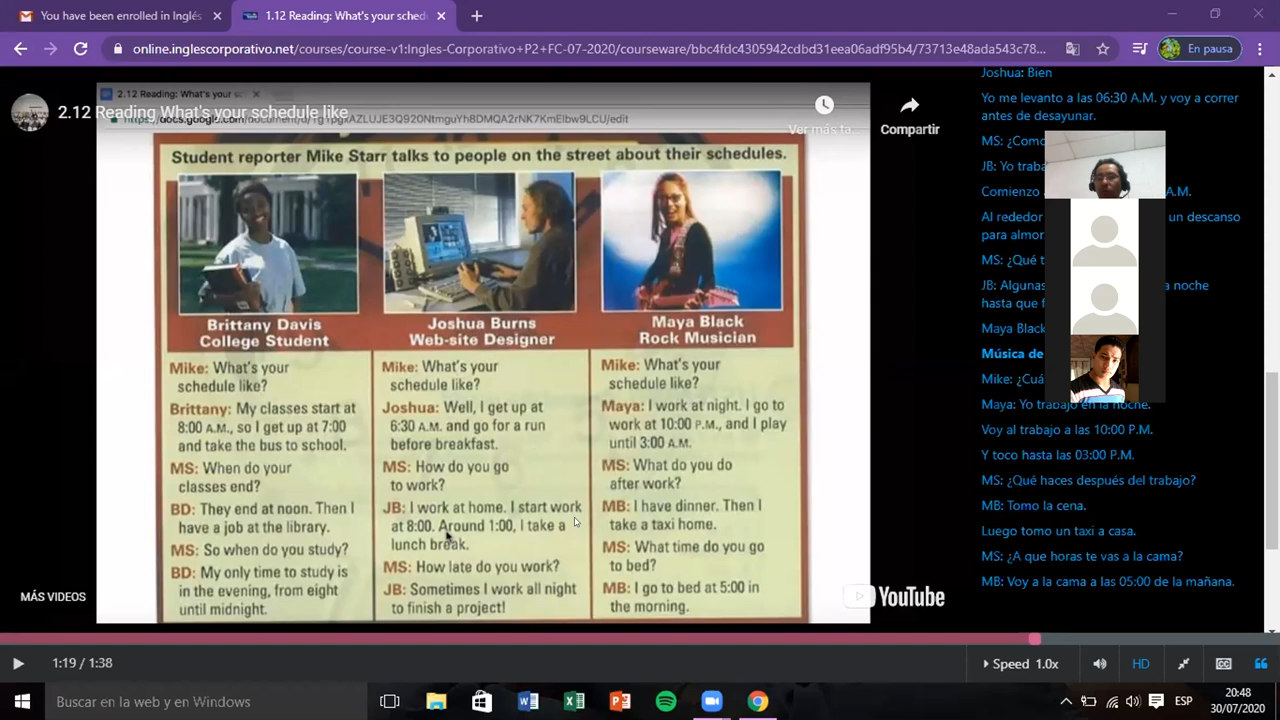 You have been enrolled in Inglés
1.12 Reading: What's your sched
online.inglescorporativo.net/courses/course-v1:Ingles-Corporativo+P2+FC-07-2020/courseware/bbc4fdc4305942cdbd31eea06adf95b4/73713e48ada543c78...
En pausa
2.12 Reading: What's your sc
2.12 Reading What's your schedule like
Ver más ta...
Compartir
Student reporter Mike Starr talks to people on the street about their schedules.
Brittany Davis
College Student
Mike: What's your
schedule like?
Brittany: My classes start at
8:00 A.M., so I get up at 7:00
and take the bus to school.
MS: When do your
classes end?
BD: They end at noon. Then I
have a job at the library.
MS: So when do you study?
BD: My only time to study is
in the evening, from eight
until midnight.
Joshua Burns
Web-site Designer
Mike: What's your
schedule like?
Joshua: Well, I get up at
6:30 A.M. and go for a run
before breakfast.
MS: How do you go
to work?
JB: I work at home. I start work
at 8:00. Around 1:00, I take a
lunch break.
MS: How late do you work?
JB: Sometimes I work all night
to finish a project!
Maya Black
Rock Musician
Mike: What's your
schedule like?
Maya: I work at night. I go to
work at 10:00 P.M., and I play
until 3:00 A.M.
MS: What do you do
after work?
MB: I have dinner. Then I
take a taxi home.
MS: What time do you go
to bed?
MB: I go to bed at 5:00 in
the morning.
MÁS VIDEOS
YouTube
Joshua: Bien
Yo me levanto a las 06:30 A.M. y voy a correr
antes de desayunar.
MS: ¿Como
JB: Yo traba
Comienzo A.M.
Al rededor un descanso
para almor
MS: ¿Qué t
JB: Algunas a noche
hasta que f
Maya Black
Música de
Mike: ¿Cuá
Maya: Yo trabajo en la noche.
Voy al trabajo a las 10:00 P.M.
Y toco hasta las 03:00 P.M.
MS: ¿Qué haces después del trabajo?
MB: Tomo la cena.
Luego tomo un taxi a casa.
MS: ¿A que horas te vas a la cama?
MB: Voy a la cama a las 05:00 de la mañana.
1:19 / 1:38
Speed 1.0x
HD
Buscar en la web y en Windows
ESP
20:48
30/07/2020